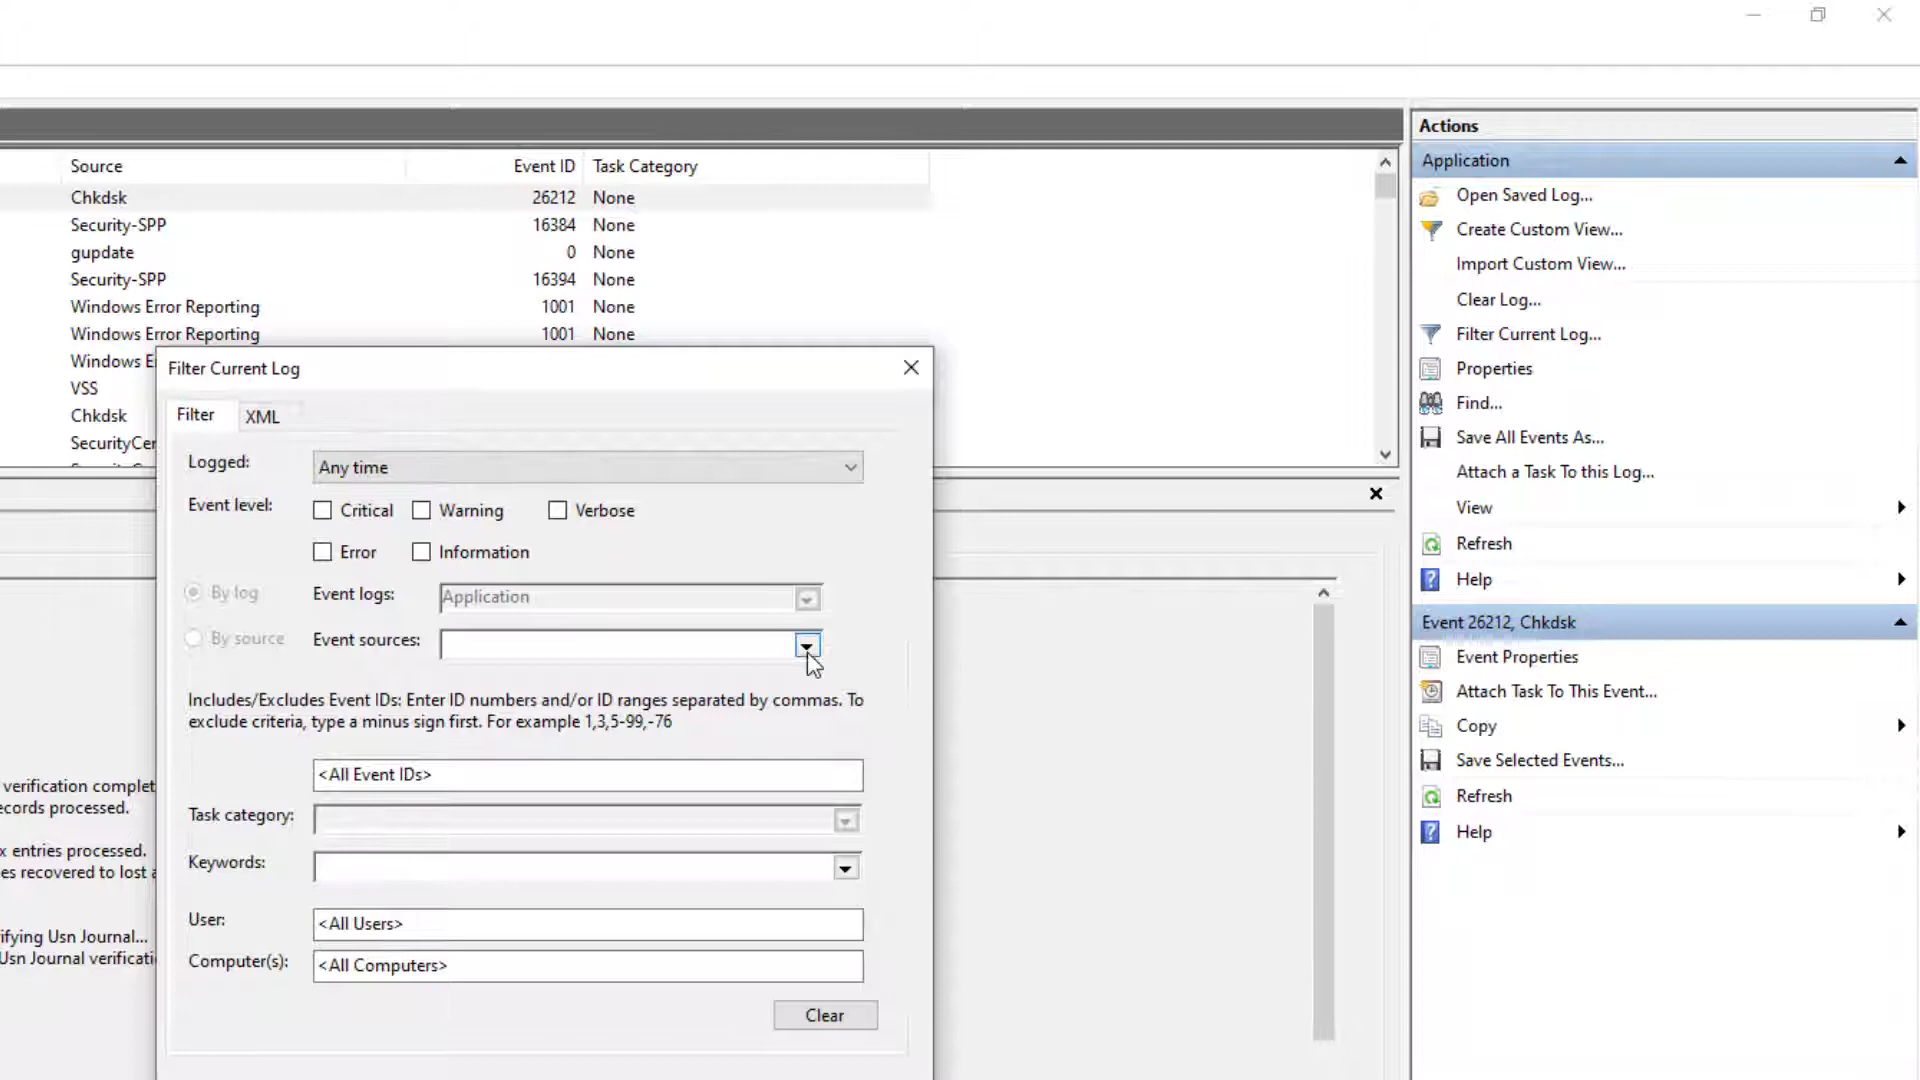 Source Event ID Task Category
Chkdsk 26212 None
Security-SPP 16384 None
gupdate 0 None
Security-SPP 16394 None
Windows Error Reporting 1001 None
Windows Error Reporting 1001 None
Windows E
VSS
Chkdsk
SecurityCer
Filter Current Log
Filter XML
Logged: Any time
Event level: Critical Warning Verbose
Error Information
By log Event logs: Application
By source Event sources:
Includes/Excludes Event IDs: Enter ID numbers and/or ID ranges separated by commas. To
exclude criteria, type a minus sign first. For example 1,3,5-99,-76
<All Event IDs>
Task category:
Keywords:
User: <All Users>
Computer(s): <All Computers>
Clear
verification complet
ecords processed.
x entries processed.
es recovered to lost a
ifying Usn Journal...
Usn Journal verificati
Actions
Application
Open Saved Log...
Create Custom View...
Import Custom View...
Clear Log...
Filter Current Log...
Properties
Find...
Save All Events As...
Attach a Task To this Log...
View
Refresh
Help
Event 26212, Chkdsk
Event Properties
Attach Task To This Event...
Copy
Save Selected Events...
Refresh
Help